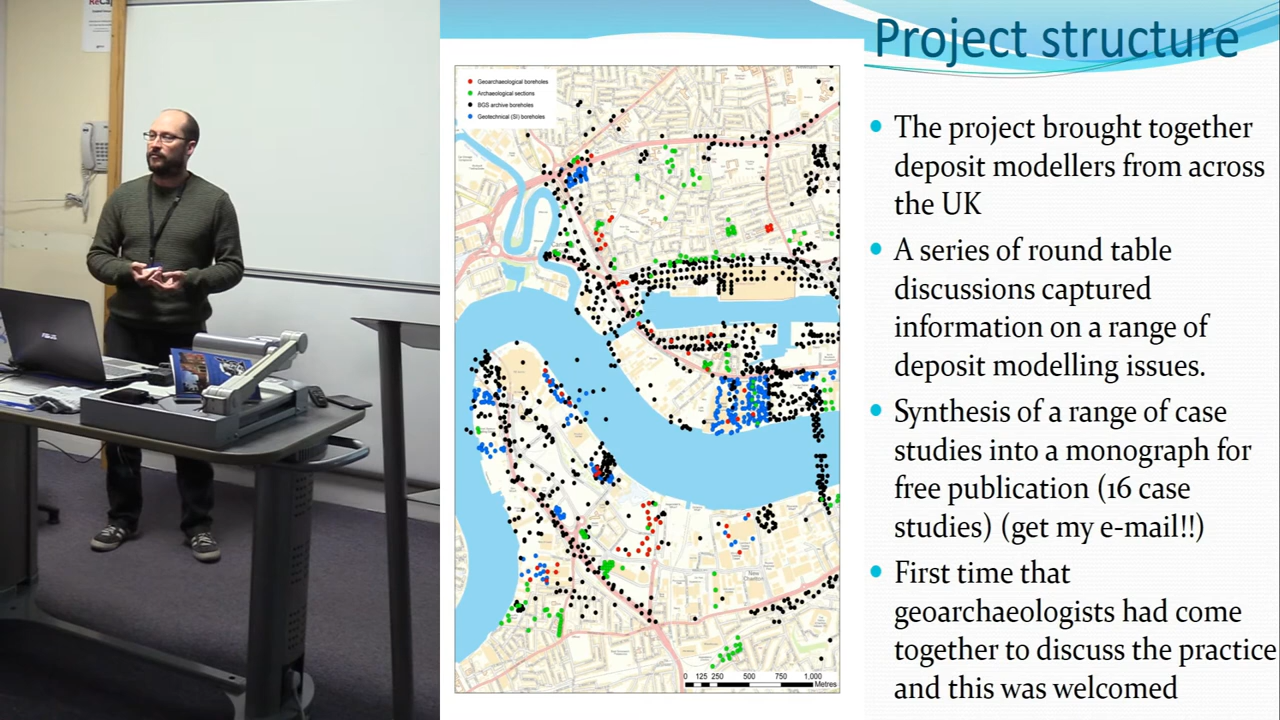 Project structure
Geoarchaeological boreholes
Archaeological sections
BGS archive boreholes
Geotechnical (SI) boreholes
The project brought together
deposit modellers from across
the UK
A series of round table
discussions captured
information on a range of
deposit modelling issues.
Synthesis of a range of case
studies into a monograph for
free publication (16 case
studies) (get my e-mail!!)
First time that
geoarchaeologists had come
together to discuss the practice
and this was welcomed
0 125 250 500 750 1,000
Metres
ASUS